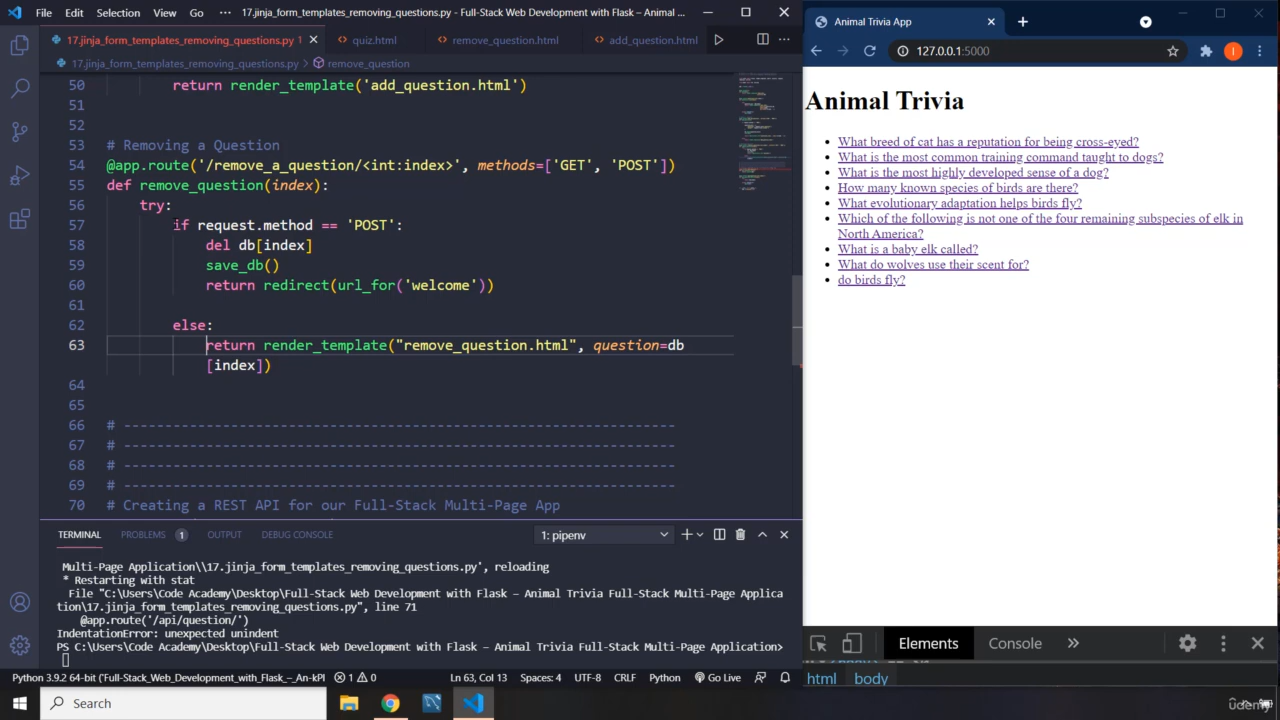 File Edit Selection View Go ··· 17.jinja_form_templates_removing_questions.py - Full-Stack Web Development with Flask – Animal ...
17.jinja_form_templates_removing_questions.py 1 quiz.html remove_question.html add_question.html
17.jinja_form_templates_removing_questions.py > remove_question
50 return render_template('add_question.html')
51
52
53 # Removing a Question
54 @app.route('/remove_a_question/<int:index>', methods=['GET', 'POST'])
55 def remove_question(index):
56 try:
57 if request.method == 'POST':
58 del db[index]
59 save_db()
60 return redirect(url_for('welcome'))
61
62 else:
63 return render_template("remove_question.html", question=db
[index])
64
65
66 # -------------------------------------------------------------------
67 # -------------------------------------------------------------------
68 # -------------------------------------------------------------------
69 # -------------------------------------------------------------------
70 # Creating a REST API for our Full-Stack Multi-Page App
TERMINAL PROBLEMS 1 OUTPUT DEBUG CONSOLE 1: pipenv
Multi-Page Application\\17.jinja_form_templates_removing_questions.py', reloading
* Restarting with stat
File "C:\Users\Code Academy\Desktop\Full-Stack Web Development with Flask – Animal Trivia Full-Stack Multi-Page Applica
tion\17.jinja_form_templates_removing_questions.py", line 71
@app.route('/api/question/')
IndentationError: unexpected unindent
PS C:\Users\Code Academy\Desktop\Full-Stack Web Development with Flask – Animal Trivia Full-Stack Multi-Page Application>
Python 3.9.2 64-bit ('Full_Stack_Web_Development_with_Flask_–_An-kPI 1 0 Ln 63, Col 13 Spaces: 4 UTF-8 CRLF Python Go Live
Search
Animal Trivia App
127.0.0.1:5000
I
Animal Trivia
What breed of cat has a reputation for being cross-eyed?
What is the most common training command taught to dogs?
What is the most highly developed sense of a dog?
How many known species of birds are there?
What evolutionary adaptation helps birds fly?
Which of the following is not one of the four remaining subspecies of elk in
North America?
What is a baby elk called?
What do wolves use their scent for?
do birds fly?
Elements Console
html body
udemy